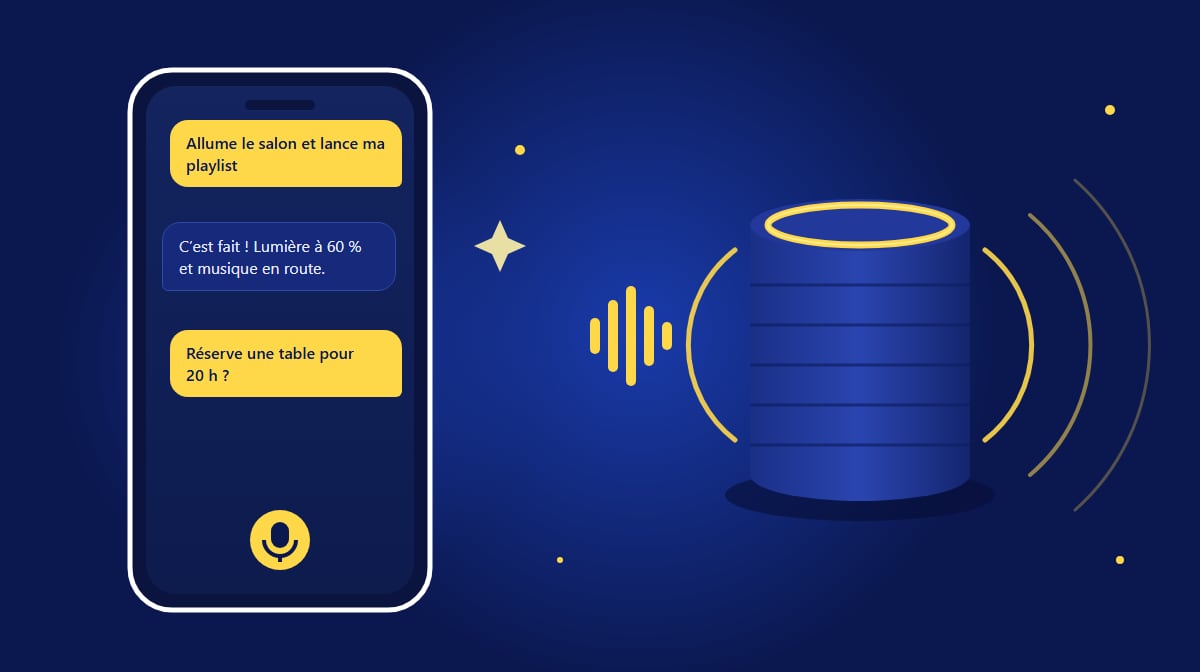 Allume le salon et lance ma
playlist
C’est fait ! Lumière à 60 %
et musique en route.
Réserve une table pour
20 h ?